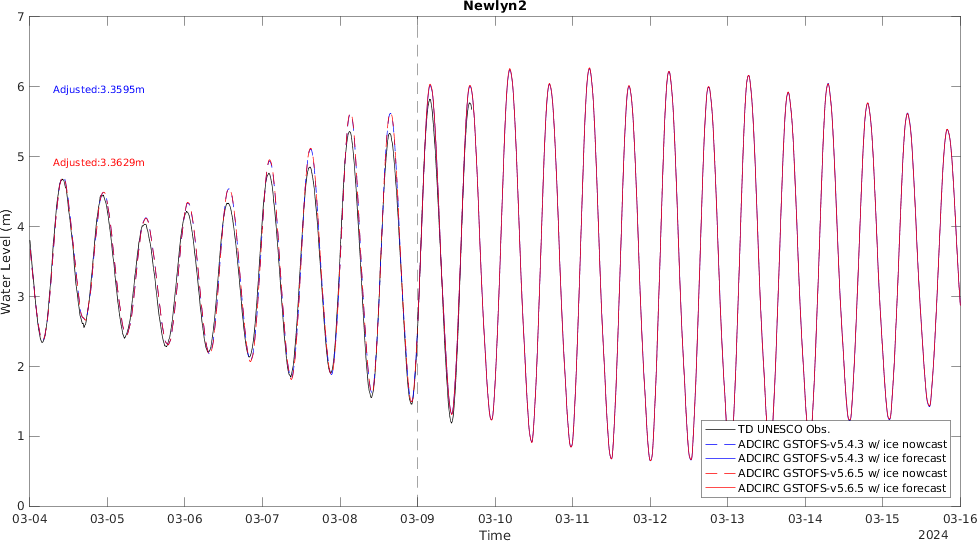 Newlyn2
7
6
5
4
3
2
1
0
Water Level (m)
Adjusted:3.3595m
Adjusted:3.3629m
TD UNESCO Obs.
ADCIRC GSTOFS-v5.4.3 w/ ice nowcast
ADCIRC GSTOFS-v5.4.3 w/ ice forecast
ADCIRC GSTOFS-v5.6.5 w/ ice nowcast
ADCIRC GSTOFS-v5.6.5 w/ ice forecast
03-04 03-05 03-06 03-07 03-08 03-09 03-10 03-11 03-12 03-13 03-14 03-15 03-16
Time
2024